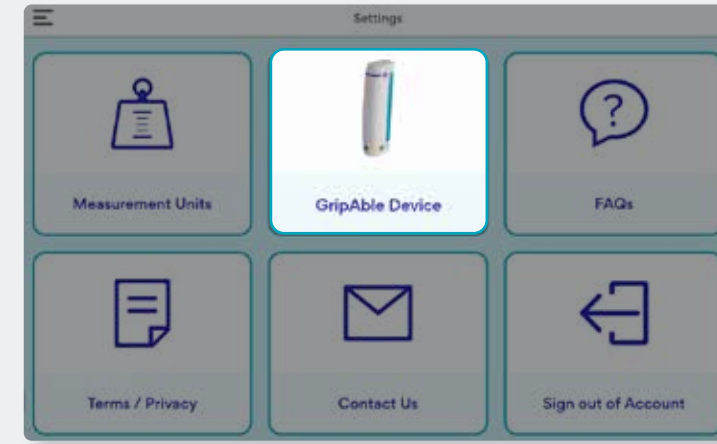 Settings
Measurement Units
GripAble Device
FAQs
Terms / Privacy
Contact Us
Sign out of Account